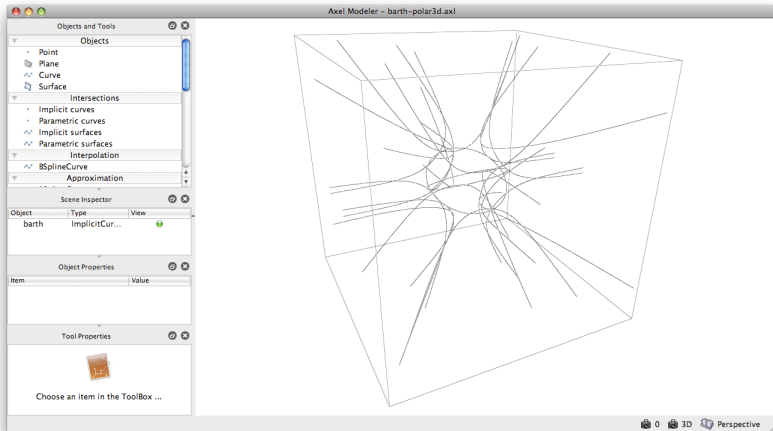 Axel Modeler - barth-polar3d.axl
Objects and Tools
Objects
Point
Plane
Curve
Surface
Intersections
Implicit curves
Parametric curves
Implicit surfaces
Parametric surfaces
Interpolation
BSplineCurve
Approximation
Scene Inspector
Object Type View
barth ImplicitCur...
Object Properties
Item Value
Tool Properties
Choose an item in the ToolBox ...
0 3D Perspective